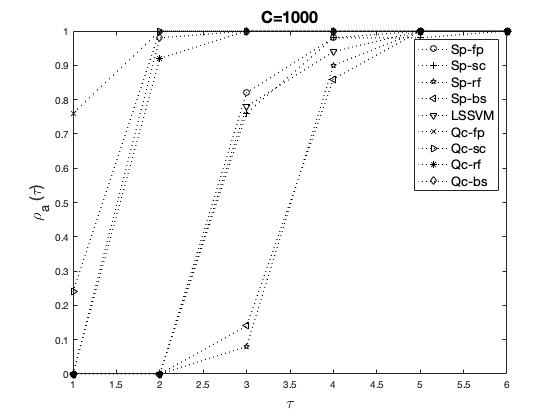 C=1000
1
0.9
0.8
0.7
0.6
0.5
0.4
0.3
0.2
0.1
0
ρa (τ)
Sp-fp
Sp-sc
Sp-rf
Sp-bs
LSSVM
Qc-fp
Qc-sc
Qc-rf
Qc-bs
1 1.5 2 2.5 3 3.5 4 4.5 5 5.5 6
τ